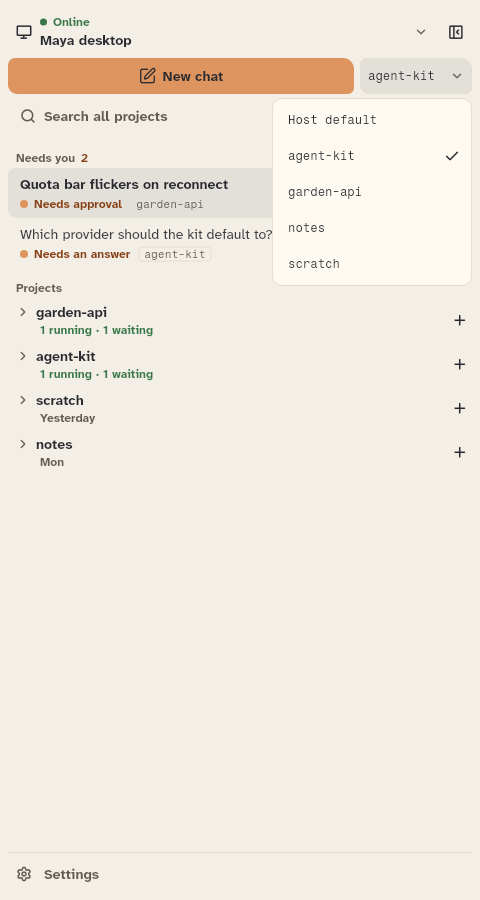 Online
Maya desktop
New chat
agent-kit
Search all projects
Host default
agent-kit
garden-api
notes
scratch
Needs you 2
Quota bar flickers on reconnect
Needs approval garden-api
Which provider should the kit default to?
Needs an answer agent-kit
Projects
garden-api
1 running · 1 waiting
agent-kit
1 running · 1 waiting
scratch
Yesterday
notes
Mon
Settings